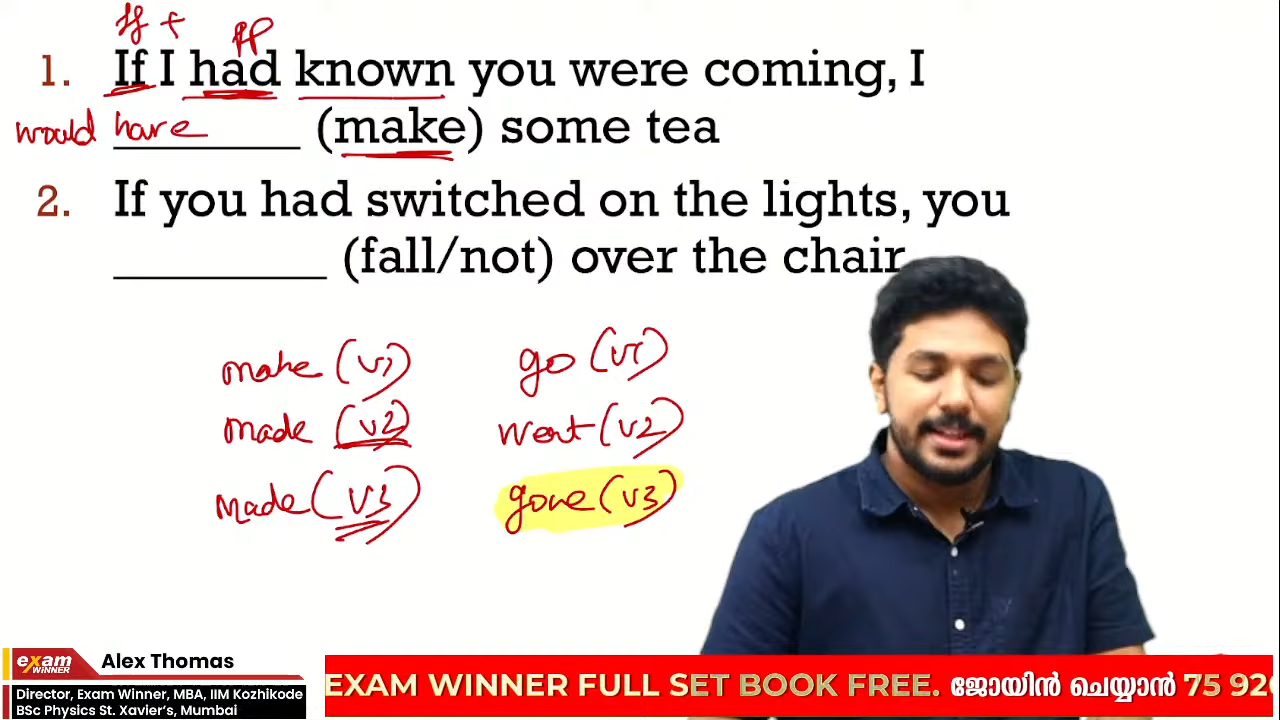 If + pp
1. If I had known you were coming, I
would have ________ (make) some tea
2. If you had switched on the lights, you
_________ (fall/not) over the chair
make (v1) go (v1)
made (v2) went (v2)
made (v3) gone (v3)
exam WiNNER Alex Thomas
Director, Exam Winner, MBA, IIM Kozhikode
BSc Physics St. Xavier's, Mumbai
EXAM WINNER FULL SET BOOK FREE. ജോയിൻ ചെയ്യാൻ 75 92